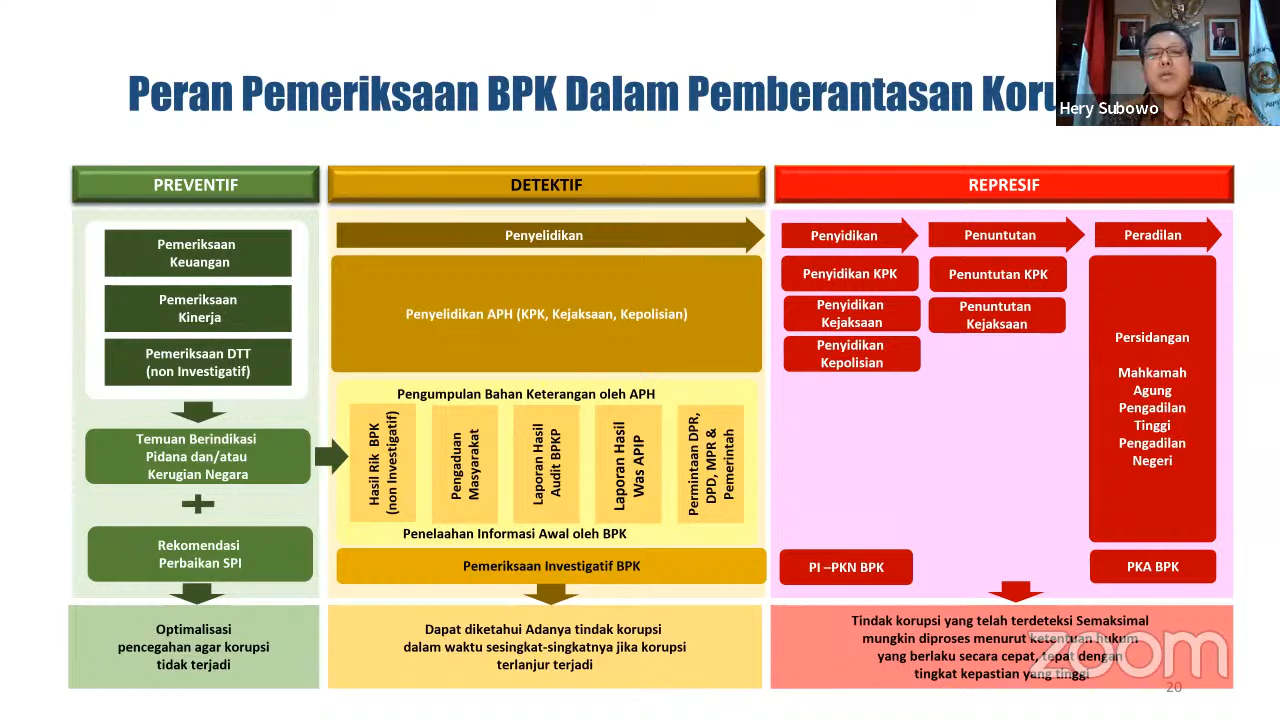 Peran Pemeriksaan BPK Dalam Pemberantasan Koru
Hery Subowo
PREVENTIF
Pemeriksaan
Keuangan
Pemeriksaan
Kinerja
Pemeriksaan DTT
(non Investigatif)
Temuan Berindikasi
Pidana dan/atau
Kerugian Negara
Rekomendasi
Perbaikan SPI
Optimalisasi
pencegahan agar korupsi
tidak terjadi
DETEKTIF
Penyelidikan
Penyelidikan APH (KPK, Kejaksaan, Kepolisian)
Pengumpulan Bahan Keterangan oleh APH
Hasil Rik BPK
(non Investigatif)
Pengaduan
Masyarakat
Laporan Hasil
Audit BPKP
Laporan Hasil
Was APIP
Permintaan DPR,
DPD, MPR &
Pemerintah
Penelaahan Informasi Awal oleh BPK
Pemeriksaan Investigatif BPK
Dapat diketahui Adanya tindak korupsi
dalam waktu sesingkat-singkatnya jika korupsi
terlanjur terjadi
REPRESIF
Penyidikan
Penyidikan KPK
Penyidikan
Kejaksaan
Penyidikan
Kepolisian
PI –PKN BPK
Penuntutan
Penuntutan KPK
Penuntutan
Kejaksaan
Peradilan
Persidangan
Mahkamah
Agung
Pengadilan
Tinggi
Pengadilan
Negeri
PKA BPK
Tindak korupsi yang telah terdeteksi Semaksimal
mungkin diproses menurut ketentuan hukum
yang berlaku secara cepat, tepat dengan
tingkat kepastian yang tinggi
zoom
20